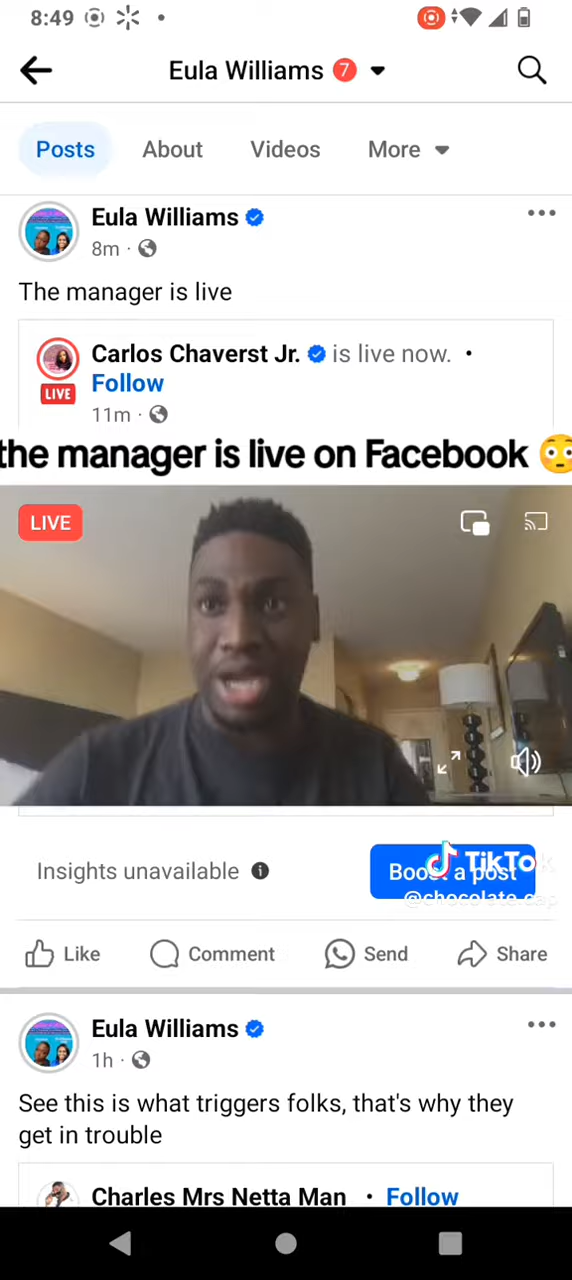 8:49
Eula Williams 7
Posts About Videos More
Eula Williams
8m
The manager is live
Carlos Chaverst Jr. is live now. •
Follow
LIVE
11m
the manager is live on Facebook
LIVE
Insights unavailable
Boost a post
TikTok
@chocolate.cap
Like Comment Send Share
Eula Williams
1h
See this is what triggers folks, that's why they
get in trouble
Charles Mrs Netta Man • Follow